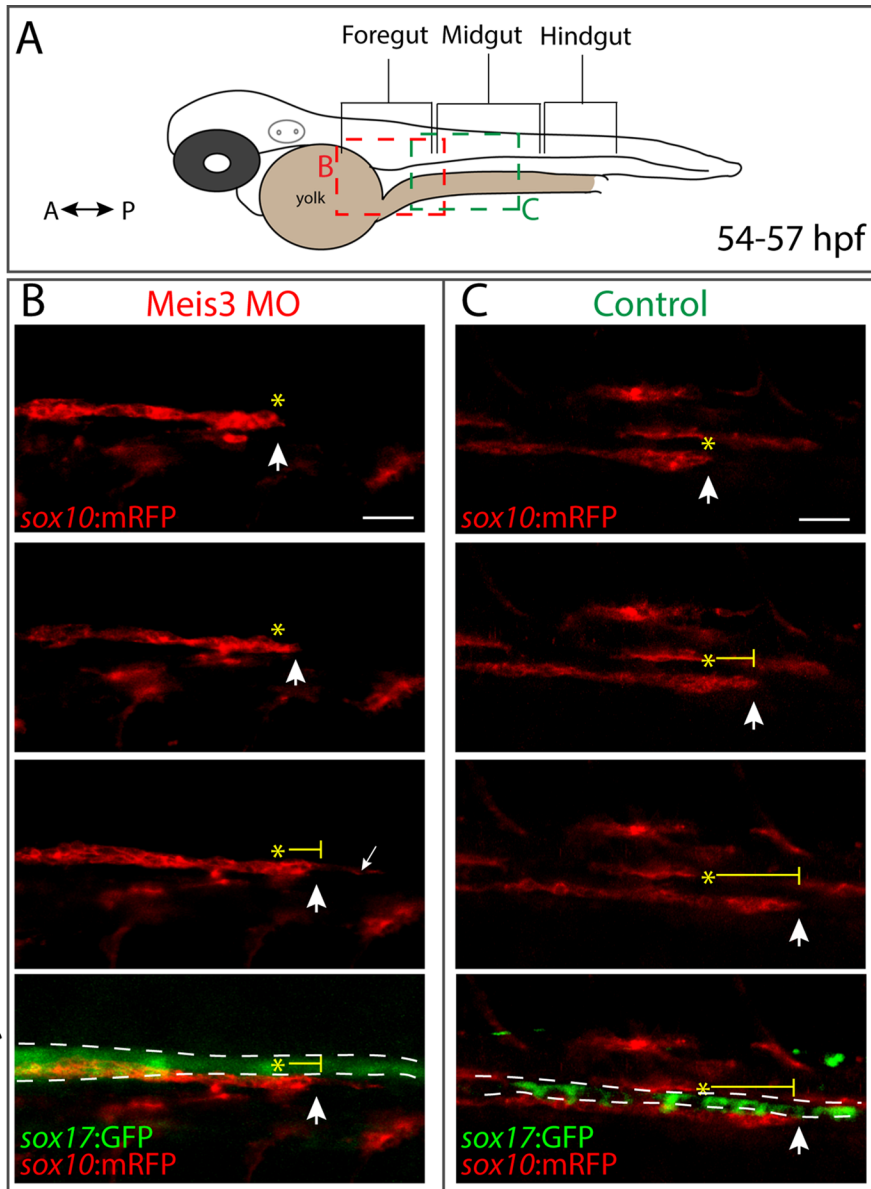 A
Foregut Midgut Hindgut
B
yolk
A P
C
54-57 hpf
B Meis3 MO
C Control
*
sox10:mRFP
*
sox10:mRFP
*
*
*
*
*
sox17:GFP
sox10:mRFP
*
sox17:GFP
sox10:mRFP